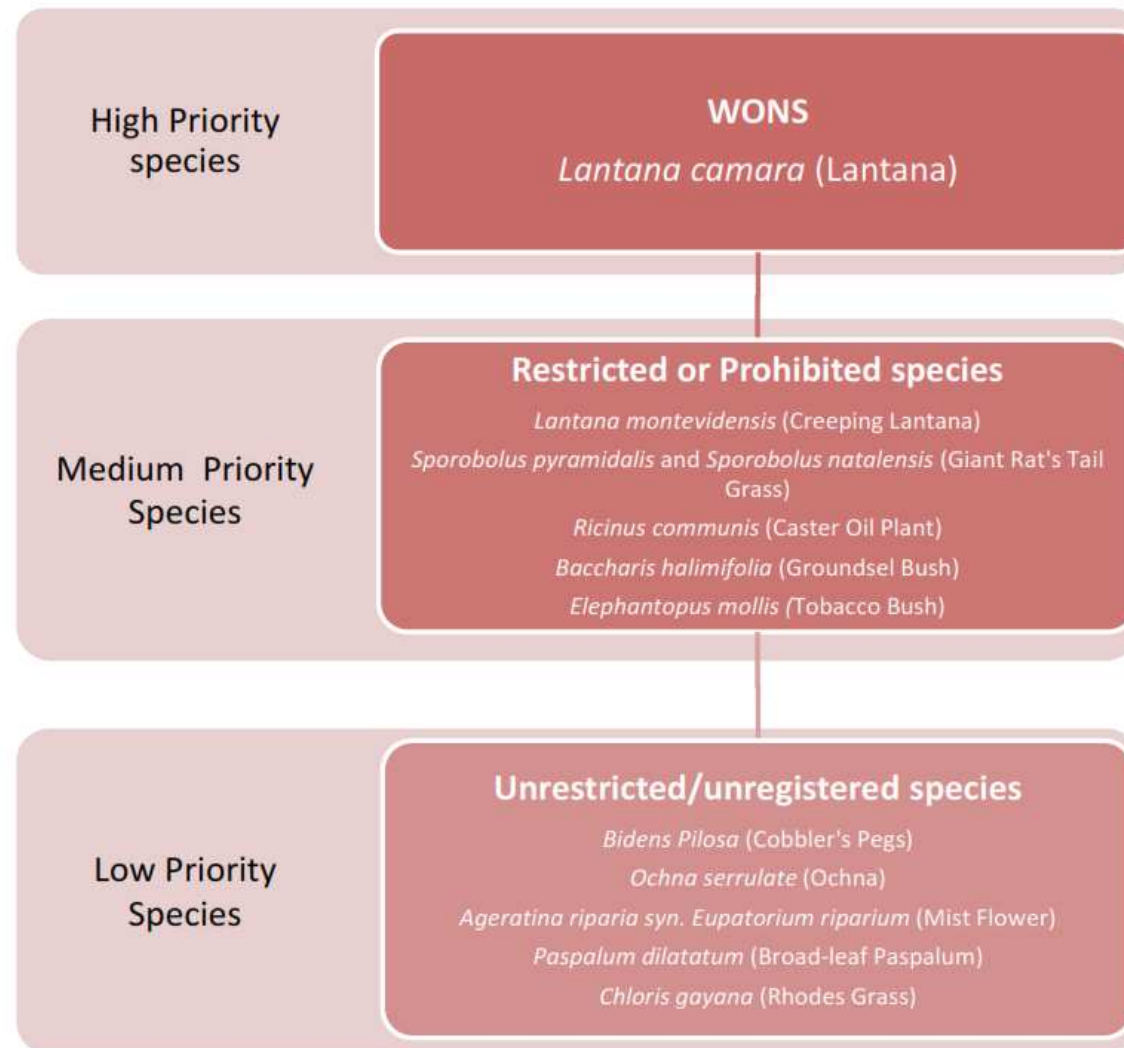 High Priority
species
WONS
Lantana camara (Lantana)
Medium Priority
Species
Restricted or Prohibited species
Lantana montevidensis (Creeping Lantana)
Sporobolus pyramidalis and Sporobolus natalensis (Giant Rat's Tail
Grass)
Ricinus communis (Caster Oil Plant)
Baccharis halimifolia (Groundsel Bush)
Elephantopus mollis (Tobacco Bush)
Low Priority
Species
Unrestricted/unregistered species
Bidens Pilosa (Cobbler's Pegs)
Ochna serrulate (Ochna)
Ageratina riparia syn. Eupatorium riparium (Mist Flower)
Paspalum dilatatum (Broad-leaf Paspalum)
Chloris gayana (Rhodes Grass)